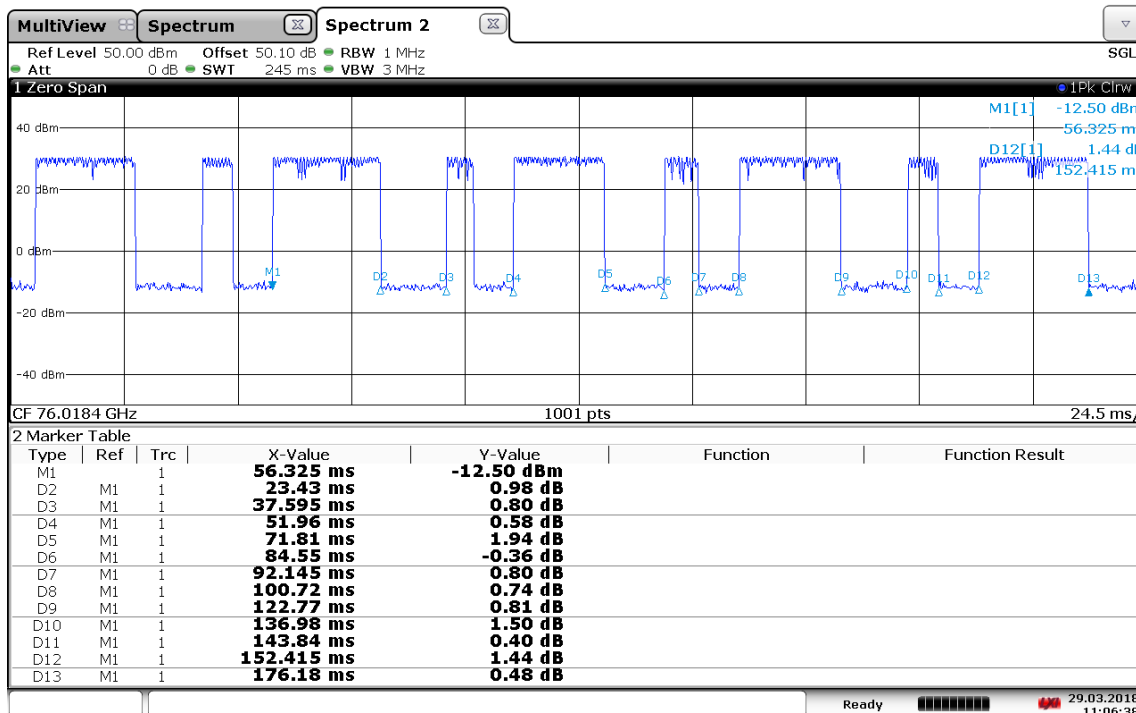 MultiView Spectrum Spectrum 2
Ref Level 50.00 dBm Offset 50.10 dB RBW 1 MHz SGL
Att 0 dB SWT 245 ms VBW 3 MHz
1 Zero Span 1Pk Clrw
M1[1] -12.50 dBm
40 dBm
56.325 m
D12[1] 1.44 dB
152.415 m
20 dBm
0 dBm
M1 D2 D3 D4 D5 D6 D7 D8 D9 D10 D11 D12 D13
-20 dBm
-40 dBm
CF 76.0184 GHz 1001 pts 24.5 ms/
2 Marker Table
Type Ref Trc X-Value Y-Value Function Function Result
M1 1 56.325 ms -12.50 dBm
D2 M1 1 23.43 ms 0.98 dB
D3 M1 1 37.595 ms 0.80 dB
D4 M1 1 51.96 ms 0.58 dB
D5 M1 1 71.81 ms 1.94 dB
D6 M1 1 84.55 ms -0.36 dB
D7 M1 1 92.145 ms 0.80 dB
D8 M1 1 100.72 ms 0.74 dB
D9 M1 1 122.77 ms 0.81 dB
D10 M1 1 136.98 ms 1.50 dB
D11 M1 1 143.84 ms 0.40 dB
D12 M1 1 152.415 ms 1.44 dB
D13 M1 1 176.18 ms 0.48 dB
Ready 29.03.2018
11:06:38